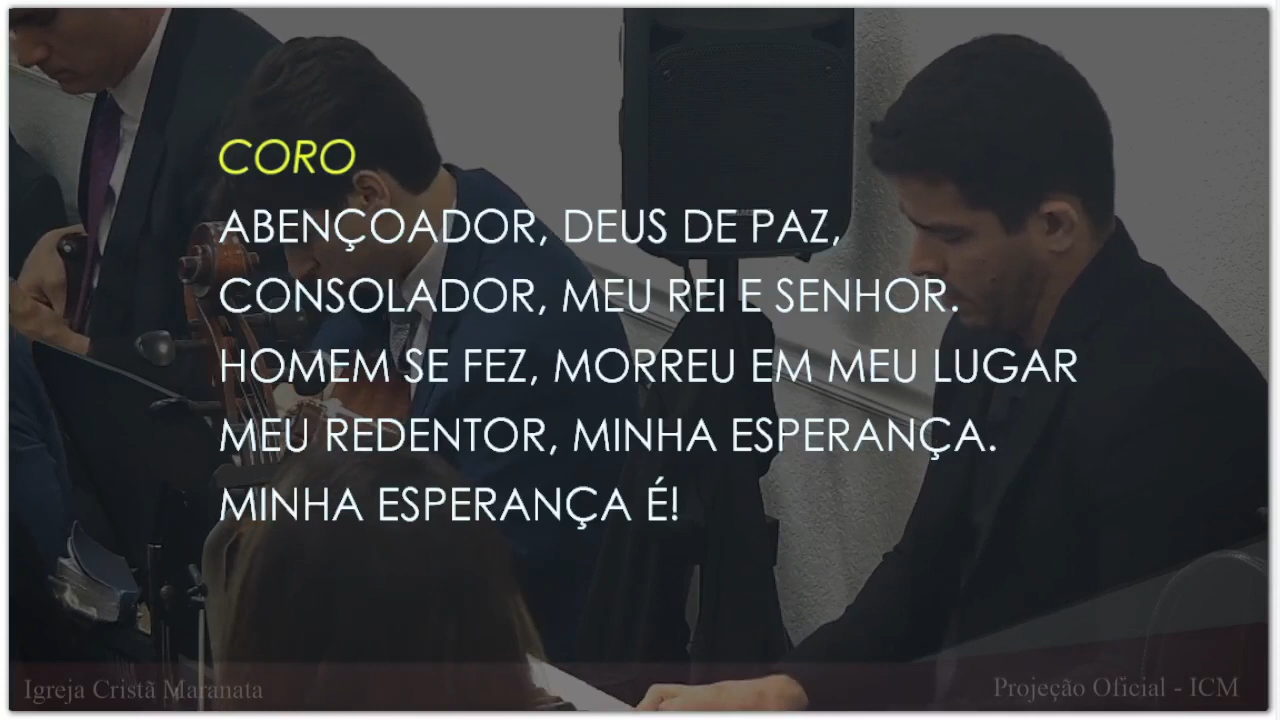 CORO
ABENÇOADOR, DEUS DE PAZ,
CONSOLADOR, MEU REI E SENHOR.
HOMEM SE FEZ, MORREU EM MEU LUGAR
MEU REDENTOR, MINHA ESPERANÇA.
MINHA ESPERANÇA É!
Igreja Cristã Maranata
Projeção Oficial - ICM